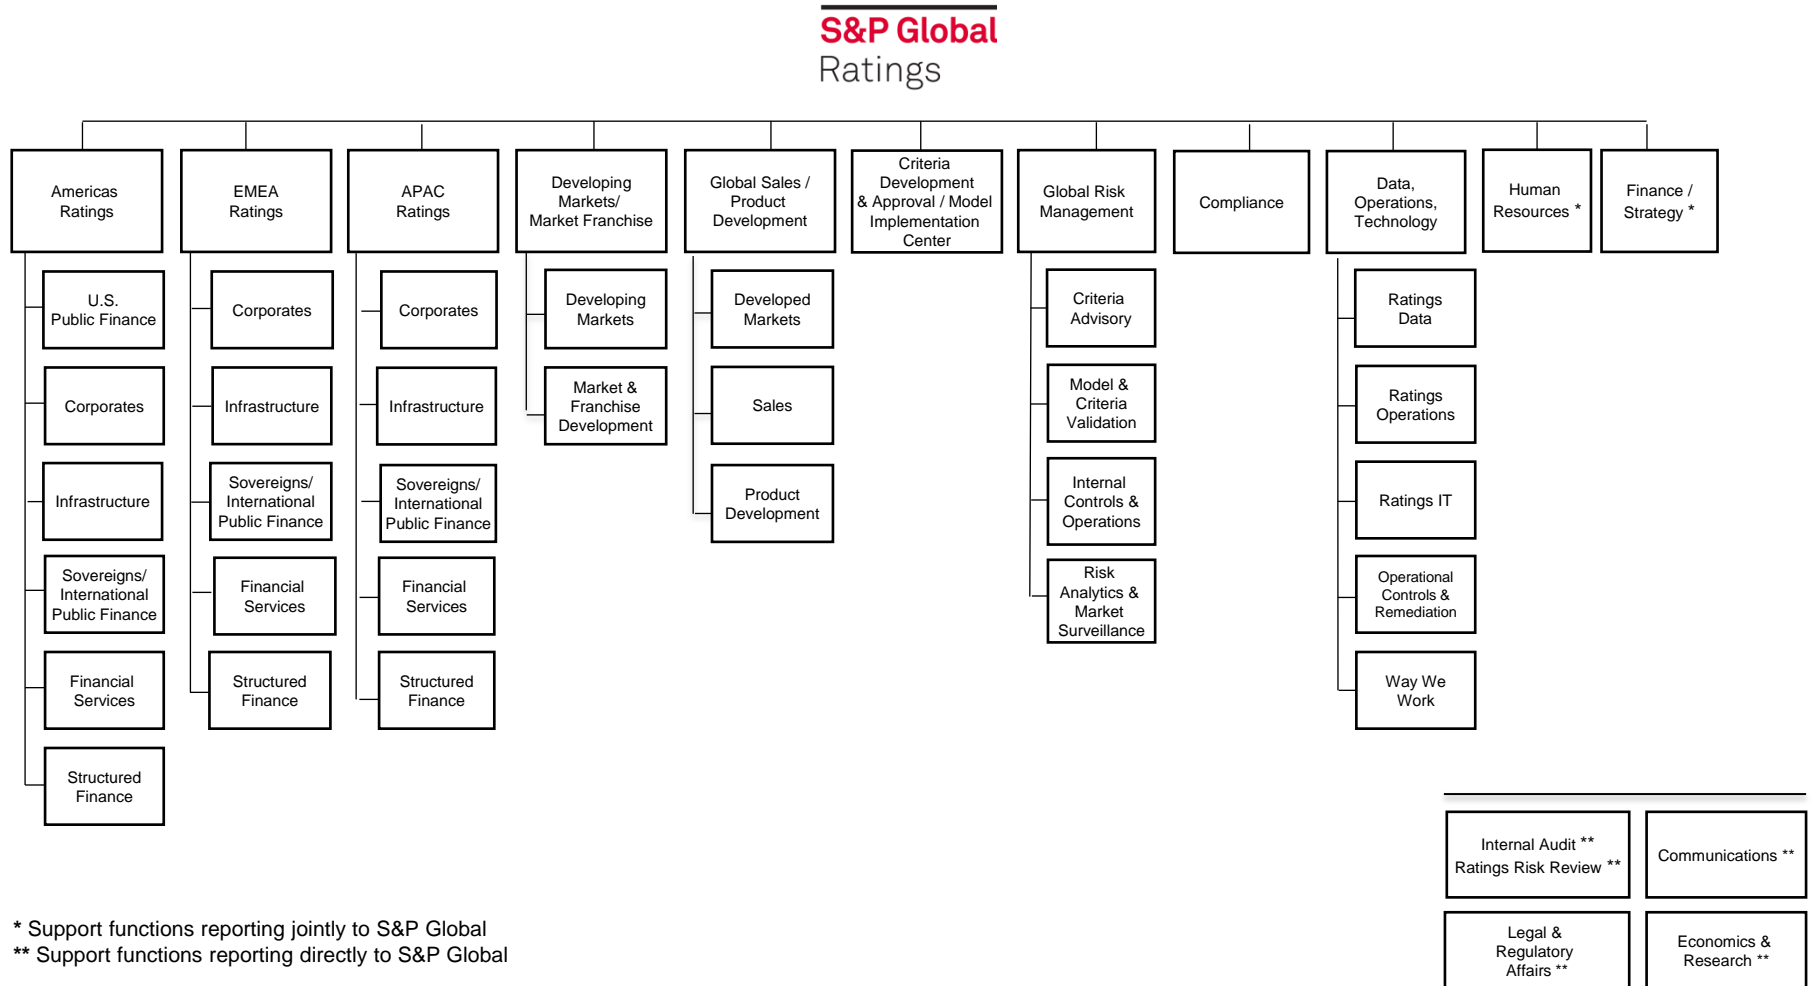 S&P Global
Ratings
Americas
Ratings
EMEA
Ratings
APAC
Ratings
Developing
Markets/
Market Franchise
Global Sales /
Product
Development
Criteria
Development
& Approval / Model
Implementation
Center
Global Risk
Management
Compliance
Data,
Operations,
Technology
Human
Resources *
Finance /
Strategy *
U.S.
Public Finance
Corporates
Infrastructure
Sovereigns/
International
Public Finance
Financial
Services
Structured
Finance
Corporates
Infrastructure
Sovereigns/
International
Public Finance
Financial
Services
Structured
Finance
Corporates
Infrastructure
Sovereigns/
International
Public Finance
Financial
Services
Structured
Finance
Developing
Markets
Market &
Franchise
Development
Developed
Markets
Sales
Product
Development
Criteria
Advisory
Model &
Criteria
Validation
Internal
Controls &
Operations
Risk
Analytics &
Market
Surveillance
Ratings
Data
Ratings
Operations
Ratings IT
Operational
Controls &
Remediation
Way We
Work
Internal Audit **
Ratings Risk Review **
Communications **
Legal &
Regulatory
Affairs **
Economics &
Research **
* Support functions reporting jointly to S&P Global
** Support functions reporting directly to S&P Global